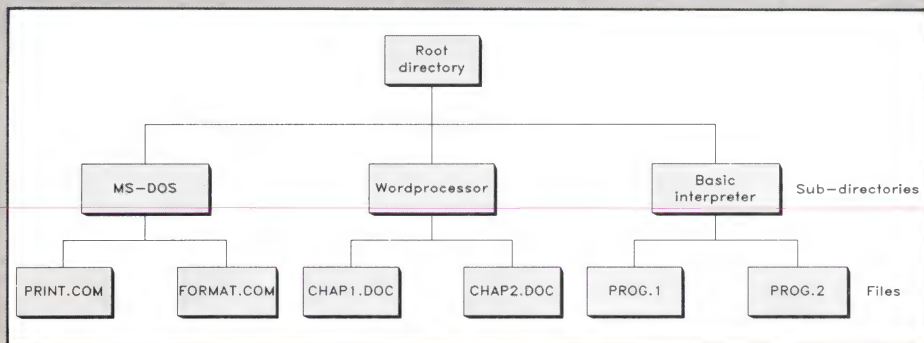 Root
directory
MS-DOS
Wordprocessor
Basic
interpreter
Sub-directories
PRINT.COM
FORMAT.COM
CHAP1.DOC
CHAP2.DOC
PROG.1
PROG.2
Files